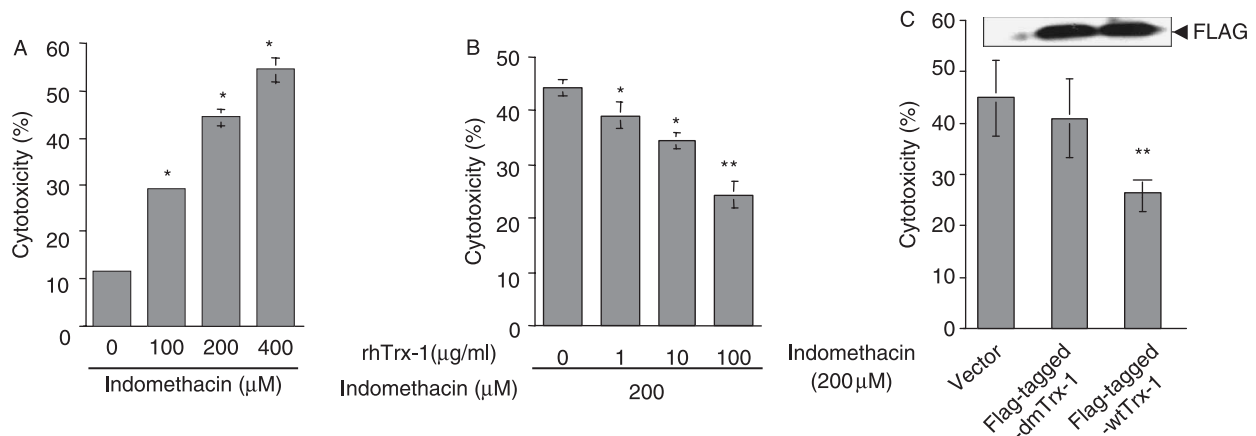 A
Cytotoxicity (%)
60
50
40
30
20
10
0
*
*
*
0 100 200 400
Indomethacin (μM)
B
Cytotoxicity (%)
50
40
30
20
10
0
*
*
**
rhTrx-1(μg/ml) 0 1 10 100
Indomethacin (μM) 200
C
Cytotoxicity (%)
60
50
40
30
20
10
0
FLAG
**
Indomethacin
(200 μM)
Vector
Flag-tagged
-dmTrx-1
Flag-tagged
-wtTrx-1